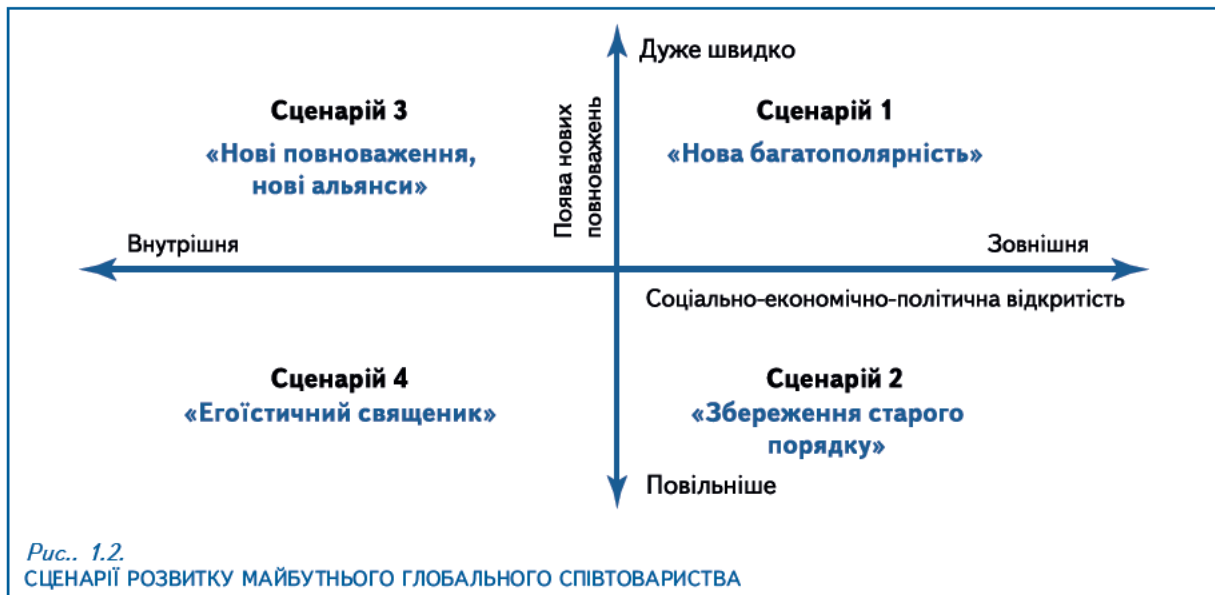 Дуже швидко
Поява нових
повноважень
Сценарій 3
«Нові повноваження,
нові альянси»
Сценарій 1
«Нова багатополярність»
Внутрішня
Зовнішня
Соціально-економічно-політична відкритість
Сценарій 4
«Егоїстичний священик»
Сценарій 2
«Збереження старого
порядку»
Повільніше
Рис.. 1.2.
СЦЕНАРІЇ РОЗВИТКУ МАЙБУТНЬОГО ГЛОБАЛЬНОГО СПІВТОВАРИСТВА